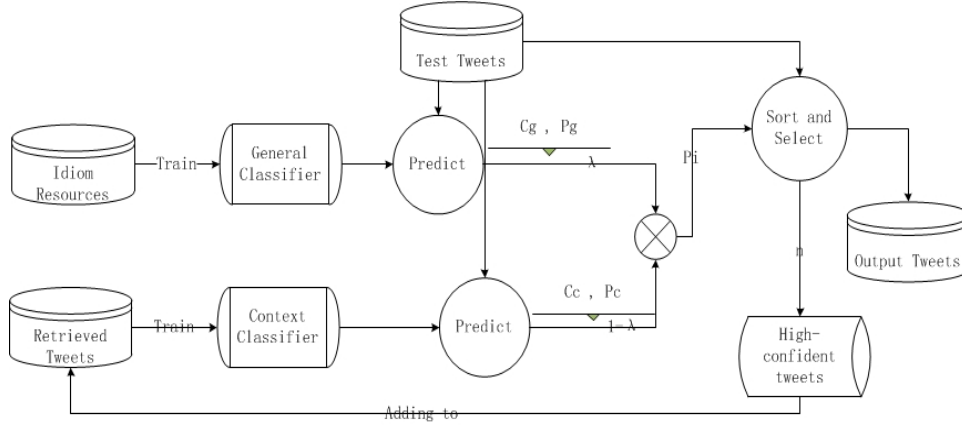 Test Tweets
Cg , Pg
Sort and
Select
Idiom
Resources
Train
General
Classifier
Predict
λ
Pi
Output Tweets
n
Cc , Pc
Retrieved
Tweets
Train
Context
Classifier
Predict
1-λ
High-
confident
tweets
Adding to